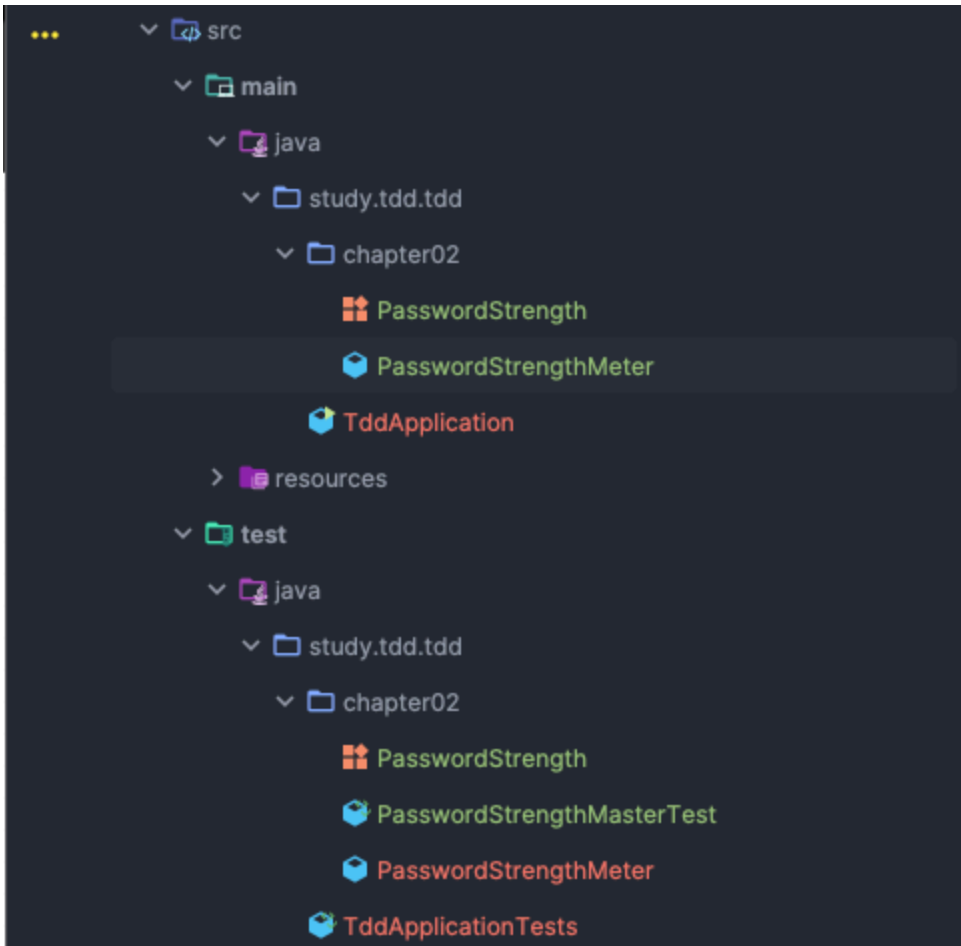 src
main
java
study.tdd.tdd
chapter02
PasswordStrength
PasswordStrengthMeter
TddApplication
resources
test
java
study.tdd.tdd
chapter02
PasswordStrength
PasswordStrengthMasterTest
PasswordStrengthMeter
TddApplicationTests